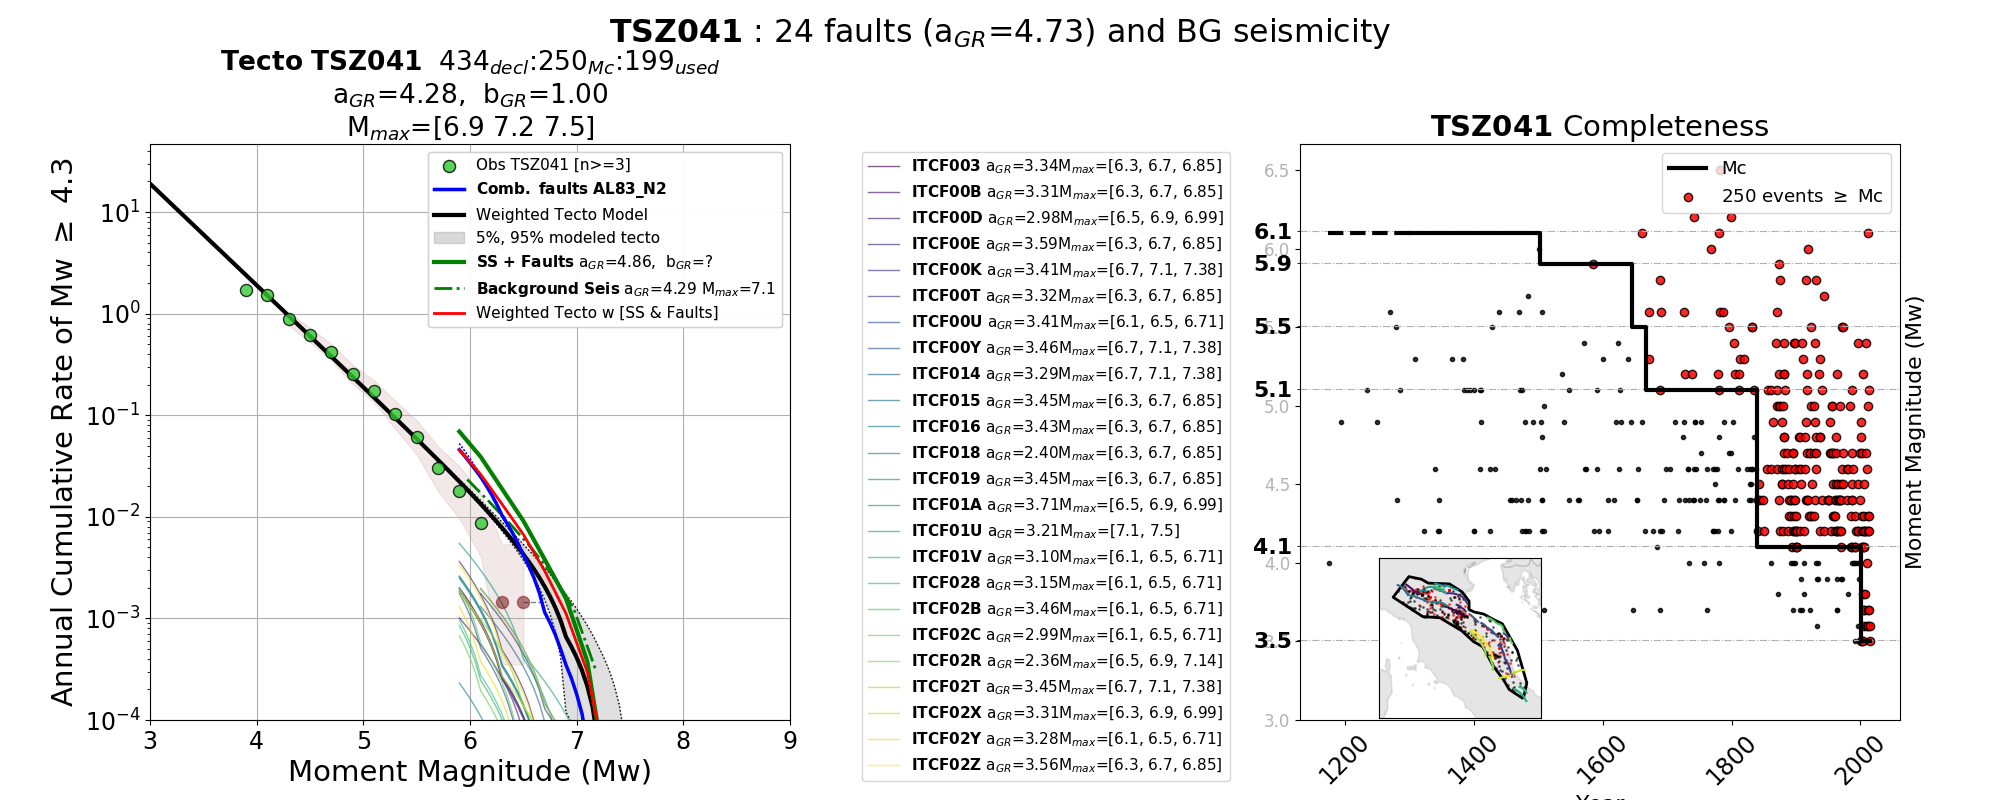 TSZ041 : 24 faults (aGR=4.73) and BG seismicity
Tecto TSZ041 434decl:250Mc:199used
aGR=4.28, bGR=1.00
Mmax=[6.9 7.2 7.5]
Annual Cumulative Rate of Mw ≥ 4.3
10^1
10^0
10^−1
10^−2
10^−3
10^−4
3 4 5 6 7 8 9
Moment Magnitude (Mw)
Obs TSZ041 [n>=3]
Comb. faults AL83_N2
Weighted Tecto Model
5%, 95% modeled tecto
SS + Faults aGR=4.86, bGR=?
Background Seis aGR=4.29 Mmax=7.1
Weighted Tecto w [SS & Faults]
ITCF003 aGR=3.34Mmax=[6.3, 6.7, 6.85]
ITCF00B aGR=3.31Mmax=[6.3, 6.7, 6.85]
ITCF00D aGR=2.98Mmax=[6.5, 6.9, 6.99]
ITCF00E aGR=3.59Mmax=[6.3, 6.7, 6.85]
ITCF00K aGR=3.41Mmax=[6.7, 7.1, 7.38]
ITCF00T aGR=3.32Mmax=[6.3, 6.7, 6.85]
ITCF00U aGR=3.41Mmax=[6.1, 6.5, 6.71]
ITCF00Y aGR=3.46Mmax=[6.7, 7.1, 7.38]
ITCF014 aGR=3.29Mmax=[6.7, 7.1, 7.38]
ITCF015 aGR=3.45Mmax=[6.3, 6.7, 6.85]
ITCF016 aGR=3.43Mmax=[6.3, 6.7, 6.85]
ITCF018 aGR=2.40Mmax=[6.3, 6.7, 6.85]
ITCF019 aGR=3.45Mmax=[6.3, 6.7, 6.85]
ITCF01A aGR=3.71Mmax=[6.5, 6.9, 6.99]
ITCF01U aGR=3.21Mmax=[7.1, 7.5]
ITCF01V aGR=3.10Mmax=[6.1, 6.5, 6.71]
ITCF028 aGR=3.15Mmax=[6.1, 6.5, 6.71]
ITCF02B aGR=3.46Mmax=[6.1, 6.5, 6.71]
ITCF02C aGR=2.99Mmax=[6.1, 6.5, 6.71]
ITCF02R aGR=2.36Mmax=[6.5, 6.9, 7.14]
ITCF02T aGR=3.45Mmax=[6.7, 7.1, 7.38]
ITCF02X aGR=3.31Mmax=[6.3, 6.9, 6.99]
ITCF02Y aGR=3.28Mmax=[6.1, 6.5, 6.71]
ITCF02Z aGR=3.56Mmax=[6.3, 6.7, 6.85]
TSZ041 Completeness
Mc
250 events ≥ Mc
6.5
6.1
6.0
5.9
5.5
5.5
5.1
5.0
4.5
4.1
4.0
3.5
3.0
Moment Magnitude (Mw)
1200 1400 1600 1800 2000
Year